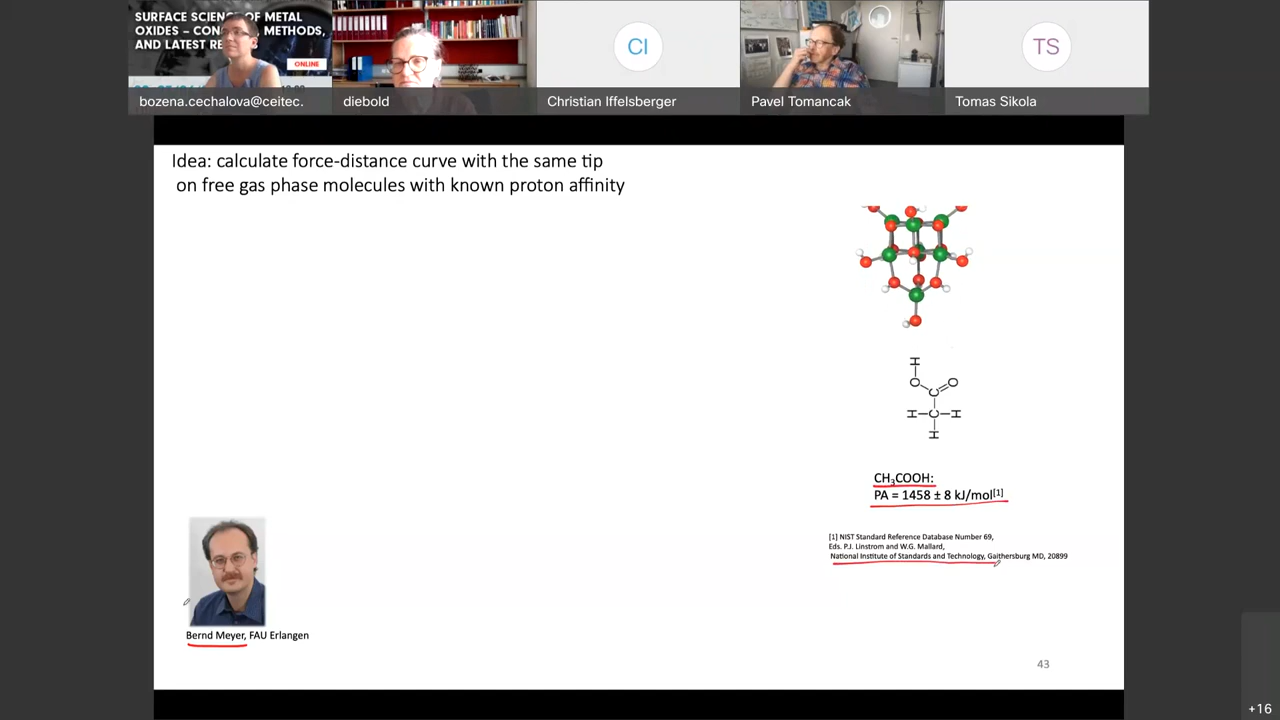 SURFACE SCIENCE OF METAL
OXIDES – CON METHODS,
AND LATEST RE
ONLINE
bozena.cechalova@ceitec.
diebold
CI
Christian Iffelsberger
Pavel Tomancak
TS
Tomas Sikola
Idea: calculate force-distance curve with the same tip
on free gas phase molecules with known proton affinity
H
O
O
C
H C H
H
CH₃COOH:
PA = 1458 ± 8 kJ/mol[1]
[1] NIST Standard Reference Database Number 69,
Eds. P.J. Linstrom and W.G. Mallard,
National Institute of Standards and Technology, Gaithersburg MD, 20899
Bernd Meyer, FAU Erlangen
43
+16